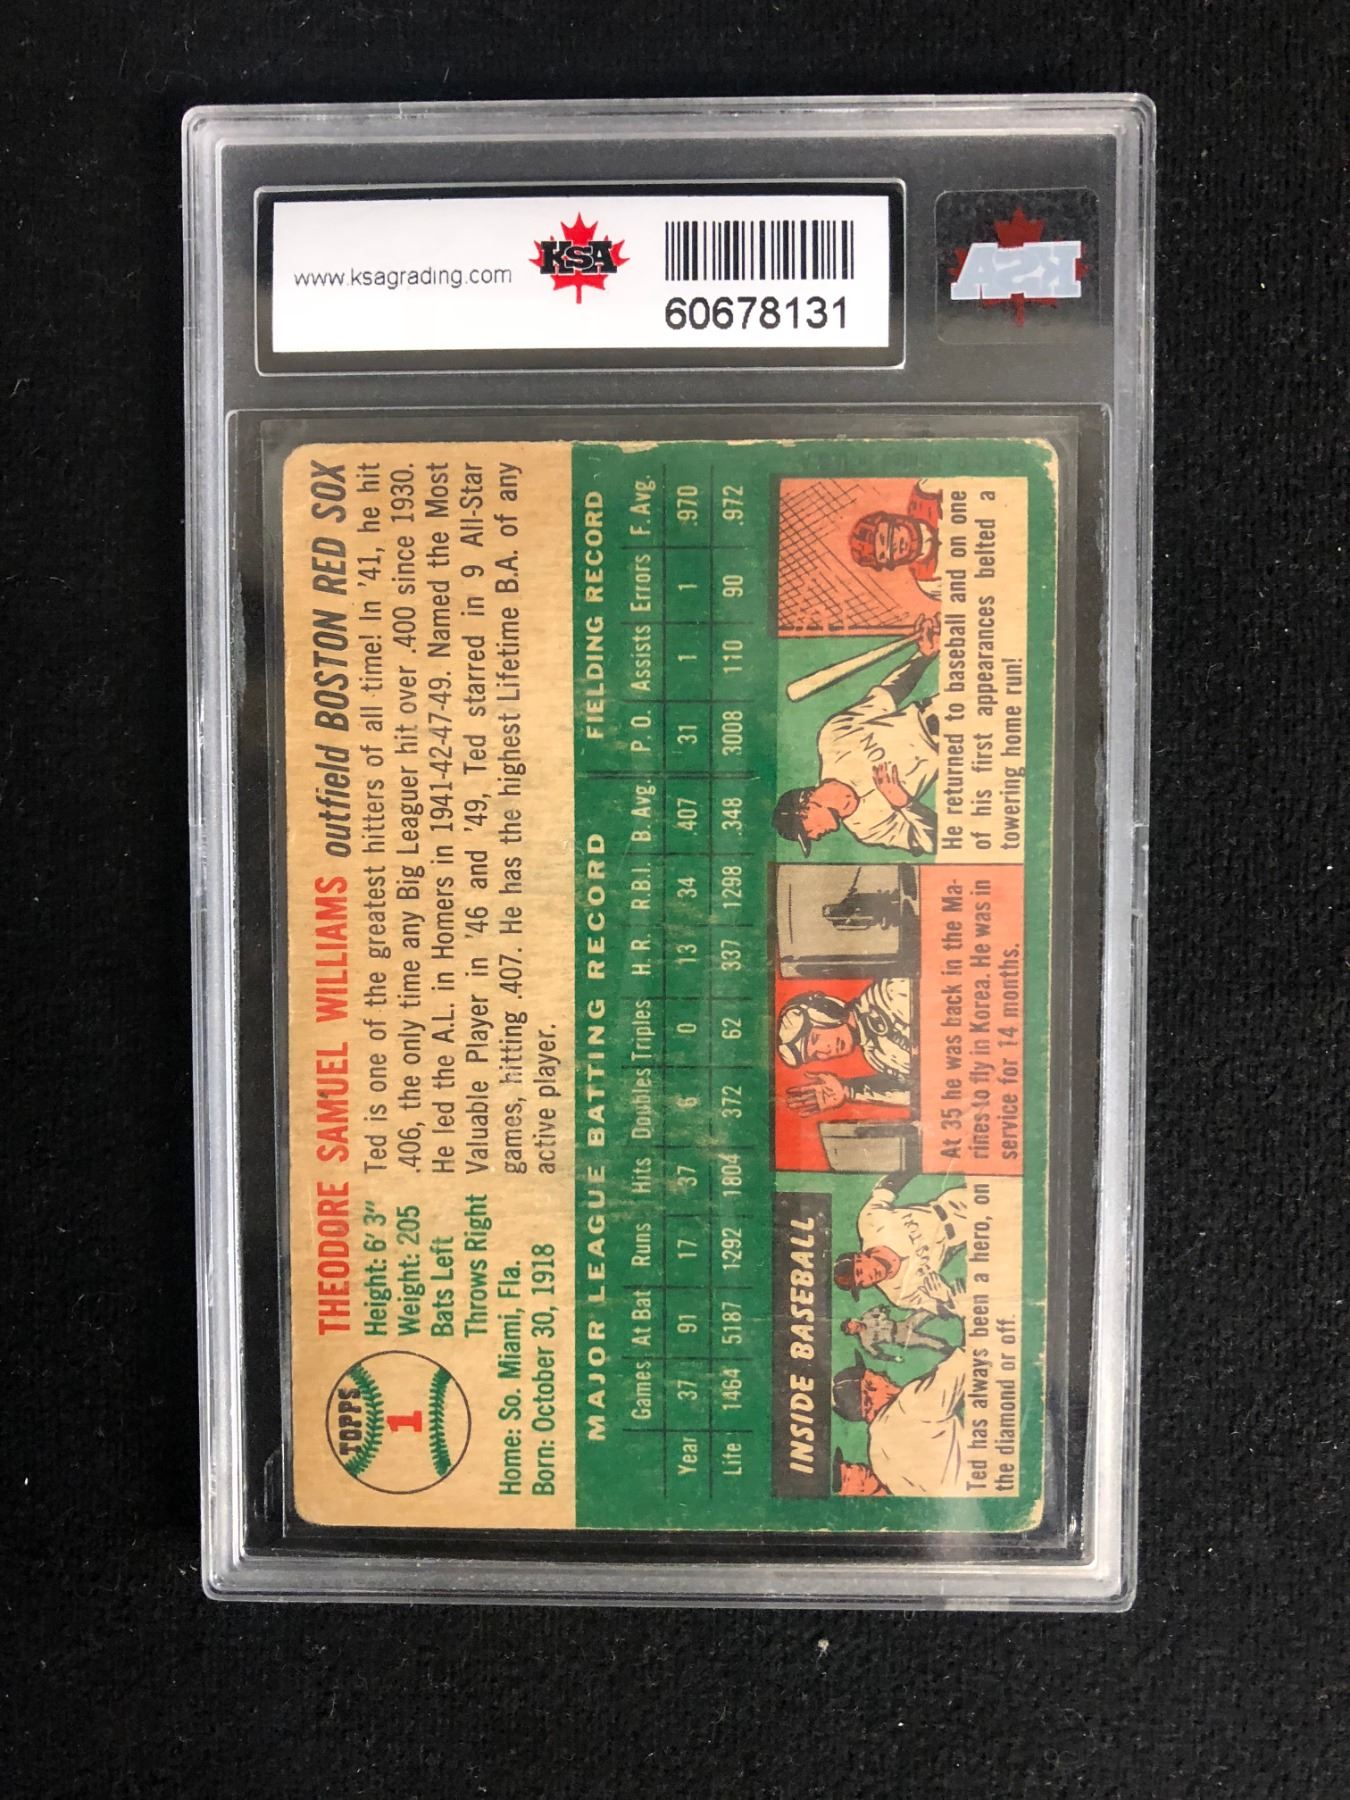 www.ksagrading.com
KSA
60678131
KSA
TOPPS
1
THEODORE SAMUEL WILLIAMS outfield BOSTON RED SOX
Height: 6' 3"
Weight: 205
Bats Left
Throws Right
Home: So. Miami, Fla.
Born: October 30, 1918
Ted is one of the greatest hitters of all time! In '41, he hit
.406, the only time any Big Leaguer hit over .400 since 1930.
He led the A.L. in Homers in 1941-42-47-49. Named the Most
Valuable Player in '46 and '49, Ted starred in 9 All-Star
games, hitting .407. He has the highest Lifetime B.A. of any
active player.
MAJOR LEAGUE BATTING RECORD FIELDING RECORD
Games At Bat Runs Hits Doubles Triples H. R. R.B.I. B. Avg. P. O. Assists Errors F. Avg.
Year 37 91 17 37 6 0 13 34 .407 31 1 1 .970
Life 1464 5187 1292 1804 372 62 337 1298 .348 3008 110 90 .972
INSIDE BASEBALL
Ted has always been a hero, on
the diamond or off.
At 35 he was back in the Ma-
rines to fly in Korea. He was in
service for 14 months.
He returned to baseball and on one
of his first appearances belted a
towering home run!